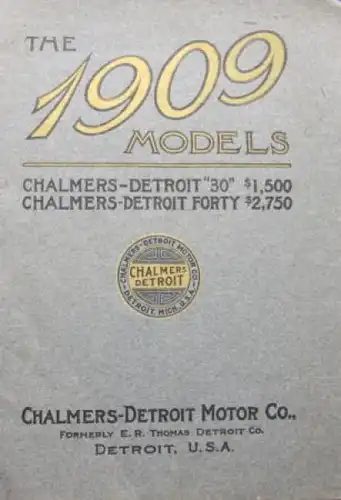 THE
1909
MODELS
CHALMERS-DETROIT "30" $1,500
CHALMERS-DETROIT FORTY $2,750
CHALMERS-DETROIT MOTOR CO.
CHALMERS
DETROIT
DETROIT, MICH. U.S.A.
CHALMERS-DETROIT MOTOR CO.,
FORMERLY E. R. THOMAS DETROIT CO.
DETROIT, U.S.A.